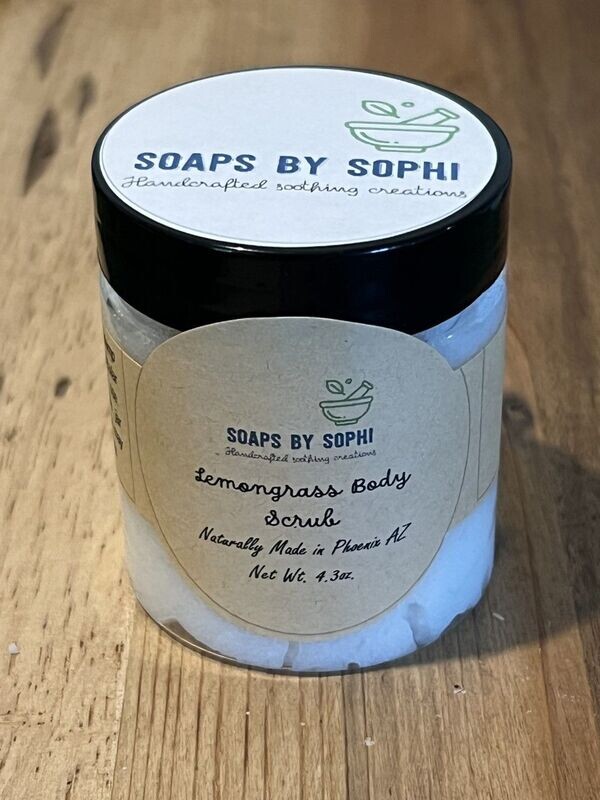 SOAPS BY SOPHI
Handcrafted soothing creations
SOAPS BY SOPHI
Handcrafted soothing creations
Lemongrass Body
Scrub
Naturally Made in Phoenix AZ
Net Wt. 4.3oz.